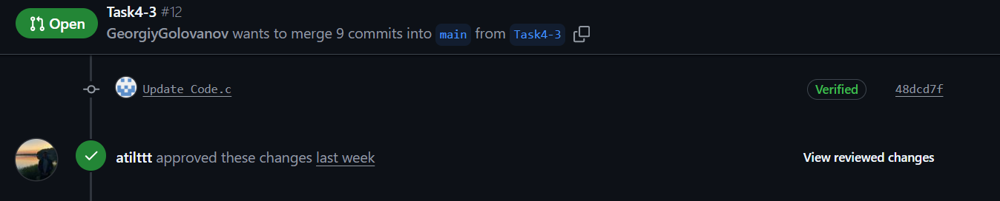 Open
Task4-3 #12
GeorgiyGolovanov wants to merge 9 commits into main from Task4-3
Update Code.c Verified 48dcd7f
atilttt approved these changes last week View reviewed changes